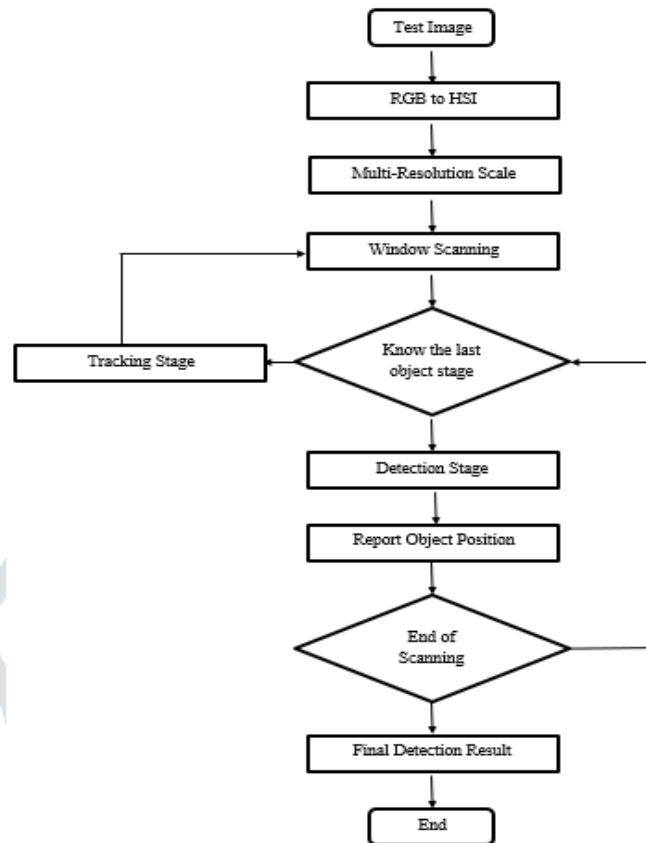 Test Image
RGB to HSI
Multi-Resolution Scale
Window Scanning
Know the last
object stage
Tracking Stage
Detection Stage
Report Object Position
End of
Scanning
Final Detection Result
End